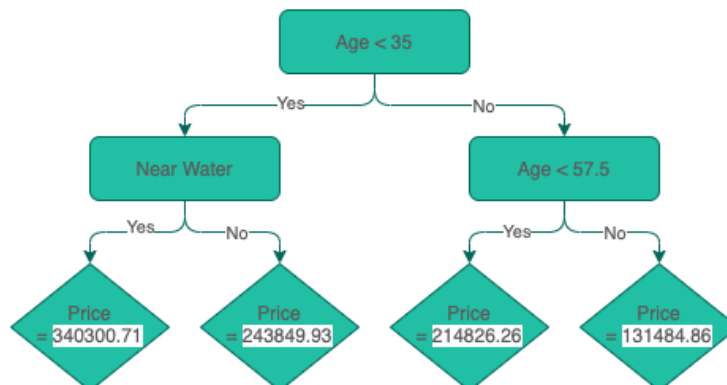 Age < 35
Yes
No
Near Water
Age < 57.5
Yes
No
Yes
No
Price
= 340300.71
Price
= 243849.93
Price
= 214826.26
Price
= 131484.86